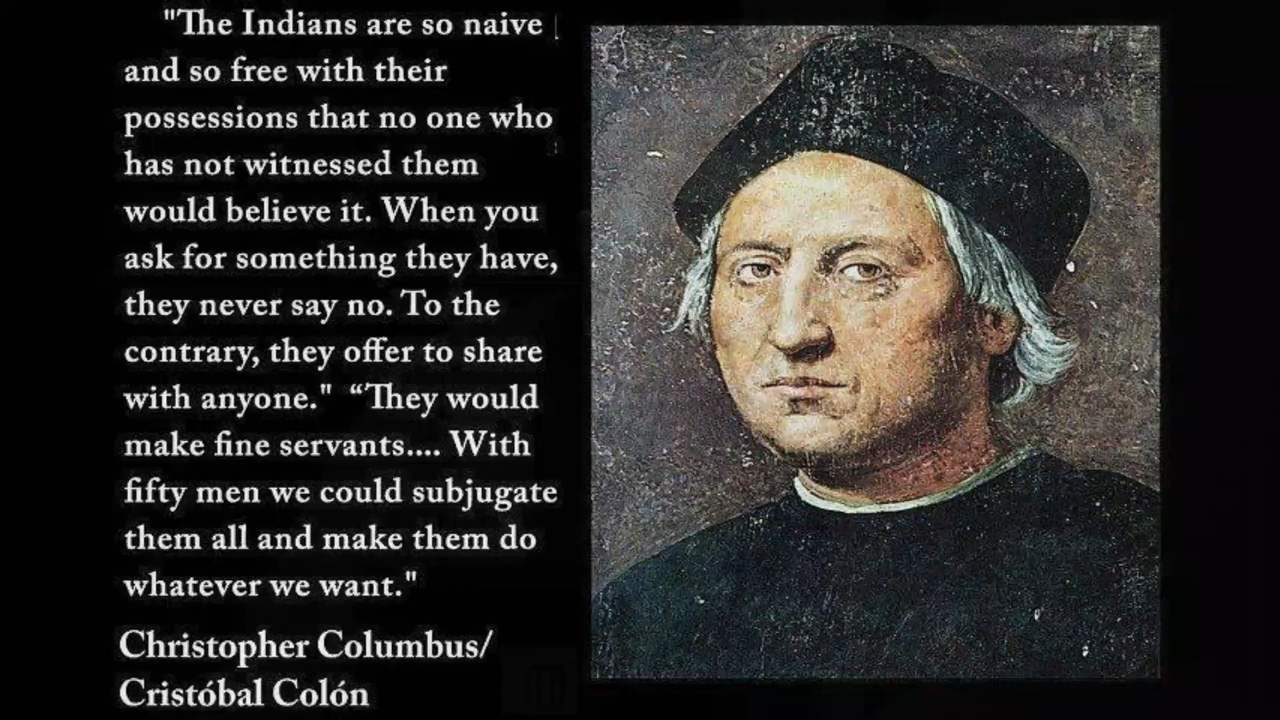 "The Indians are so naive
and so free with their
possessions that no one who
has not witnessed them
would believe it. When you
ask for something they have,
they never say no. To the
contrary, they offer to share
with anyone." “They would
make fine servants.... With
fifty men we could subjugate
them all and make them do
whatever we want."
Christopher Columbus/
Cristóbal Colón